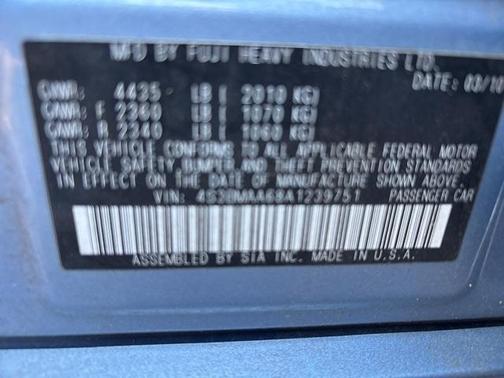 MFD BY FUJI HEAVY INDUSTRIES LTD.
DATE: 03/10
GVWR: 4435 LB ( 2010 KG)
GAWR: F 2360 LB ( 1070 KG)
GAWR: R 2340 LB ( 1060 KG)
THIS VEHICLE CONFORMS TO ALL APPLICABLE FEDERAL MOTOR
VEHICLE SAFETY, BUMPER, AND THEFT PREVENTION STANDARDS
IN EFFECT ON THE DATE OF MANUFACTURE SHOWN ABOVE.
VIN: PASSENGER CAR
ASSEMBLED BY SIA INC. MADE IN U.S.A.